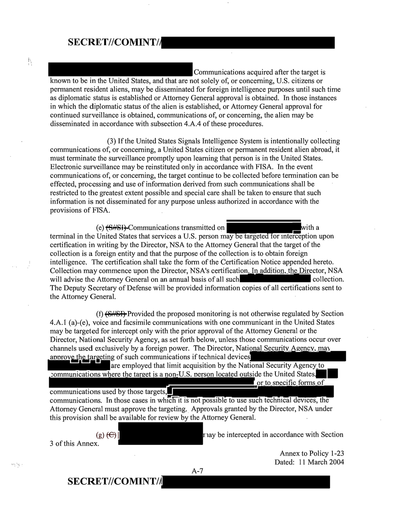 SECRET//COMINT//
Communications acquired after the target is
known to be in the United States, and that are not solely of, or concerning, U.S. citizens or
permanent resident aliens, may be disseminated for foreign intelligence purposes until such time
as diplomatic status is established or Attorney General approval is obtained. In those instances
in which the diplomatic status of the alien is established, or Attorney General approval for
continued surveillance is obtained, communications of, or concerning, the alien may be
disseminated in accordance with subsection 4.A.4 of these procedures.
(3) If the United States Signals Intelligence System is intentionally collecting
communications of, or concerning, a United States citizen or permanent resident alien abroad, it
must terminate the surveillance promptly upon learning that person is in the United States.
Electronic surveillance may be reinstituted only in accordance with FISA. In the event
communications of, or concerning, the target continue to be collected before termination can be
effected, processing and use of information derived from such communications shall be
restricted to the greatest extent possible and special care shall be taken to ensure that such
information is not disseminated for any purpose unless authorized in accordance with the
provisions of FISA.
(e) (S//SI) Communications transmitted on with a
terminal in the United States that services a U.S. person may be targeted for interception upon
certification in writing by the Director, NSA to the Attorney General that the target of the
collection is a foreign entity and that the purpose of the collection is to obtain foreign
intelligence. The certification shall take the form of the Certification Notice appended hereto.
Collection may commence upon the Director, NSA's certification. In addition, the Director, NSA
will advise the Attorney General on an annual basis of all such collection.
The Deputy Secretary of Defense will be provided information copies of all certifications sent to
the Attorney General.
(f) (S//SI) Provided the proposed monitoring is not otherwise regulated by Section
4.A.1 (a)-(e), voice and facsimile communications with one communicant in the United States
may be targeted for intercept only with the prior approval of the Attorney General or the
Director, National Security Agency, as set forth below, unless those communications occur over
channels used exclusively by a foreign power. The Director, National Security Agency, may
approve the targeting of such communications if technical devices
are employed that limit acquisition by the National Security Agency to
communications where the target is a non-U.S. person located outside the United States,
or to specific forms of
communications used by those targets,
communications. In those cases in which it is not possible to use such technical devices, the
Attorney General must approve the targeting. Approvals granted by the Director, NSA under
this provision shall be available for review by the Attorney General.
(g) (C) may be intercepted in accordance with Section
3 of this Annex.
Annex to Policy 1-23
Dated: 11 March 2004
A-7
SECRET//COMINT//